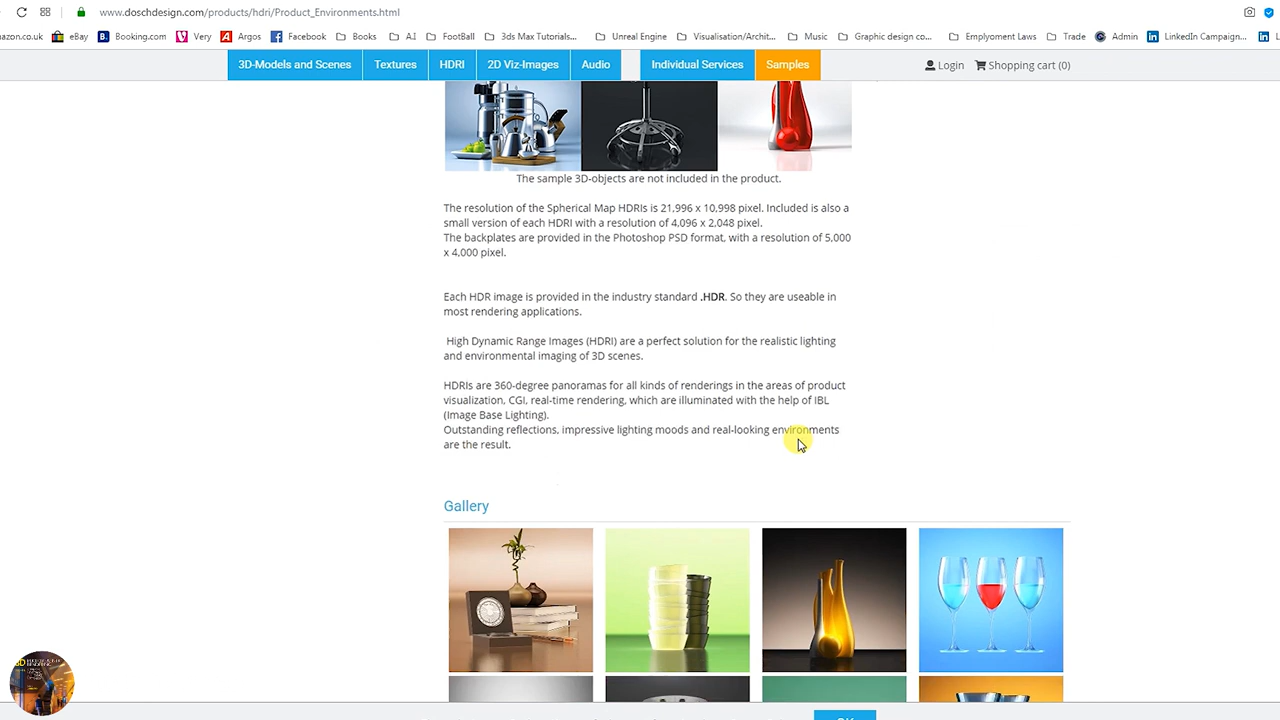 www.doschdesign.com/products/hdri/Product_Environments.html
mazon.co.uk eBay Booking.com Very Argos Facebook Books A.I FootBall 3ds Max Tutorials... Unreal Engine Visualisation/Archit... Music Graphic design co... Emplyoment Laws Trade Admin LinkedIn Campaign...
3D-Models and Scenes Textures HDRI 2D Viz-Images Audio Individual Services Samples Login Shopping cart (0)
The sample 3D-objects are not included in the product.
The resolution of the Spherical Map HDRIs is 21,996 x 10,998 pixel. Included is also a
small version of each HDRI with a resolution of 4,096 x 2,048 pixel.
The backplates are provided in the Photoshop PSD format, with a resolution of 5,000
x 4,000 pixel.
Each HDR image is provided in the industry standard .HDR. So they are useable in
most rendering applications.
High Dynamic Range Images (HDRI) are a perfect solution for the realistic lighting
and environmental imaging of 3D scenes.
HDRIs are 360-degree panoramas for all kinds of renderings in the areas of product
visualization, CGI, real-time rendering, which are illuminated with the help of IBL
(Image Base Lighting).
Outstanding reflections, impressive lighting moods and real-looking environments
are the result.
Gallery